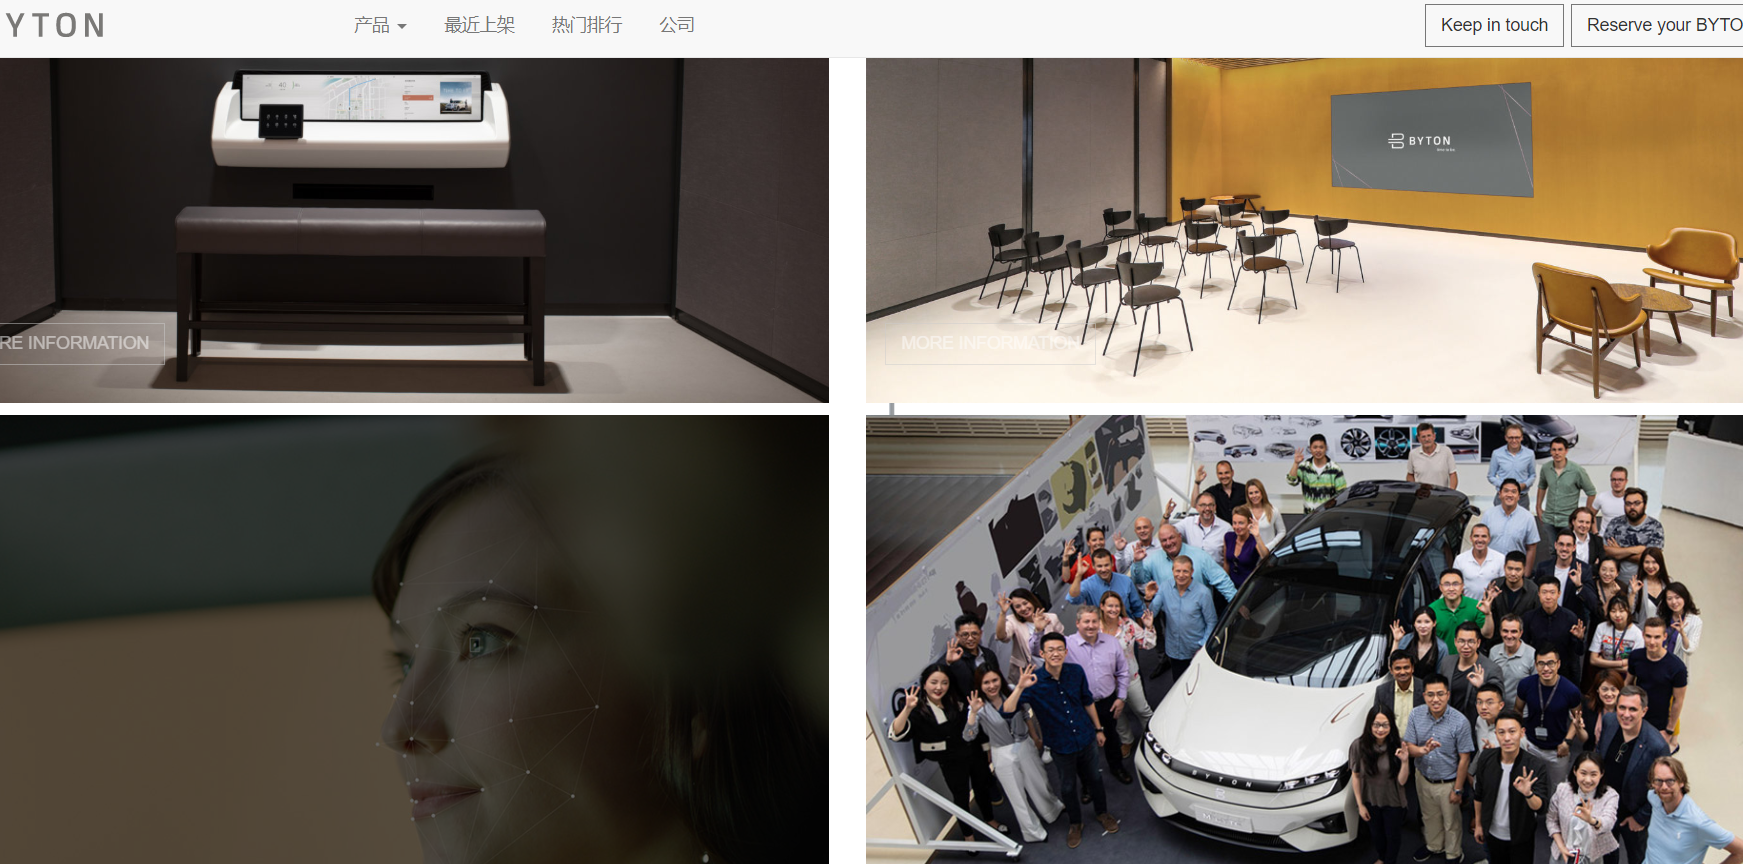 YTON
产品
最近上架
热门排行
公司
Keep in touch
Reserve your BYTO
BYTON
RE INFORMATION
MORE INFORMATION
BYTON